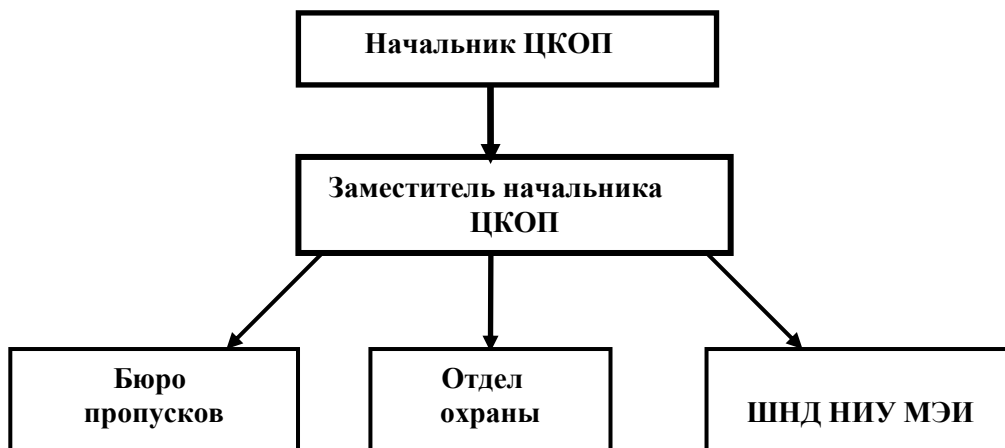 Начальник ЦКОП
Заместитель начальника
ЦКОП
Бюро
пропусков
Отдел
охраны
ШНД НИУ МЭИ